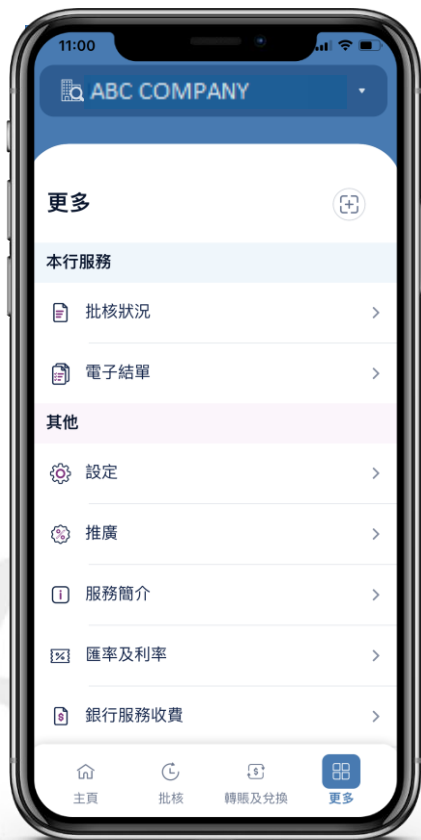 11:00
ABC COMPANY
更多
本行服務
批核狀況
電子結單
其他
設定
推廣
服務簡介
匯率及利率
銀行服務收費
主頁
批核
轉賬及兌換
更多